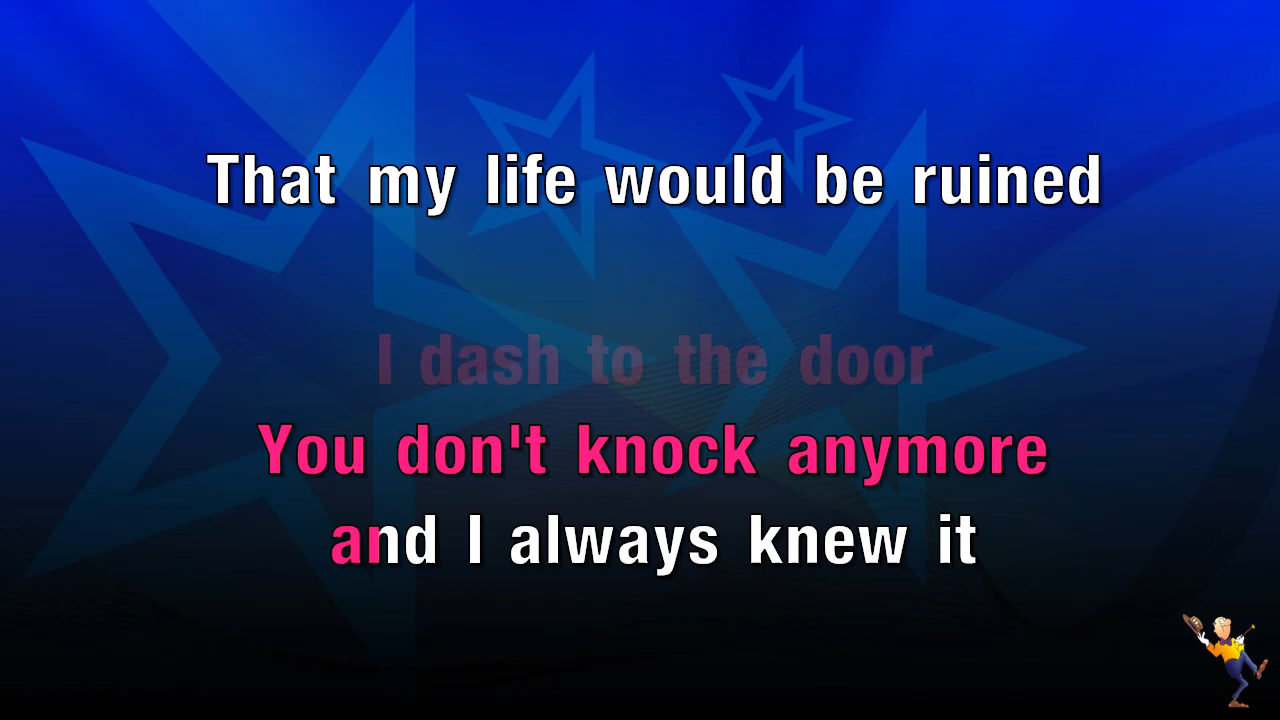 That my life would be ruined
I dash to the door
You don't knock anymore
and I always knew it